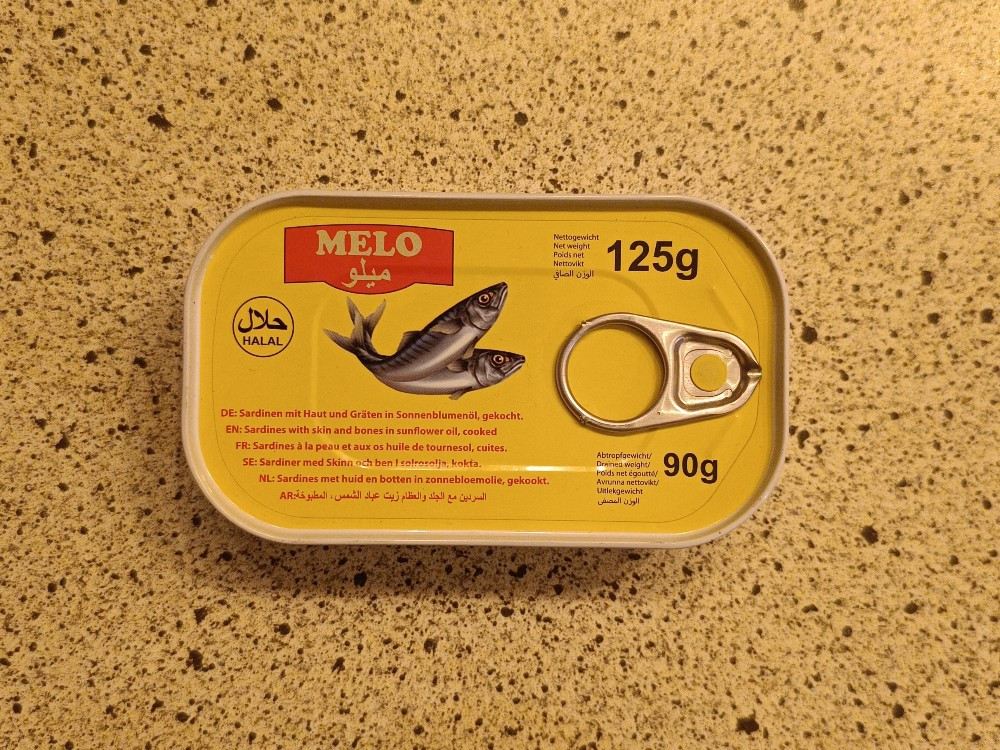 MELO
ميلو
Nettogewicht
Net weight
Poids net
Nettovikt
الوزن الصافي
125g
حلال
HALAL
DE: Sardinen mit Haut und Gräten in Sonnenblumenöl, gekocht.
EN: Sardines with skin and bones in sunflower oil, cooked
FR: Sardines à la peau et aux os huile de tournesol, cuites.
SE: Sardiner med Skinn och ben I solrosolja, kokta.
NL: Sardines met huid en botten in zonnebloemolie, gekookt.
AR:السردين مع الجلد والعظام زيت عباد الشمس ، المطبوخة
Abtropfgewicht/
Drained weight/
Poids net égoutté/
Avrunna nettovikt/
Uitlekgewicht
الوزن المصفى
90g